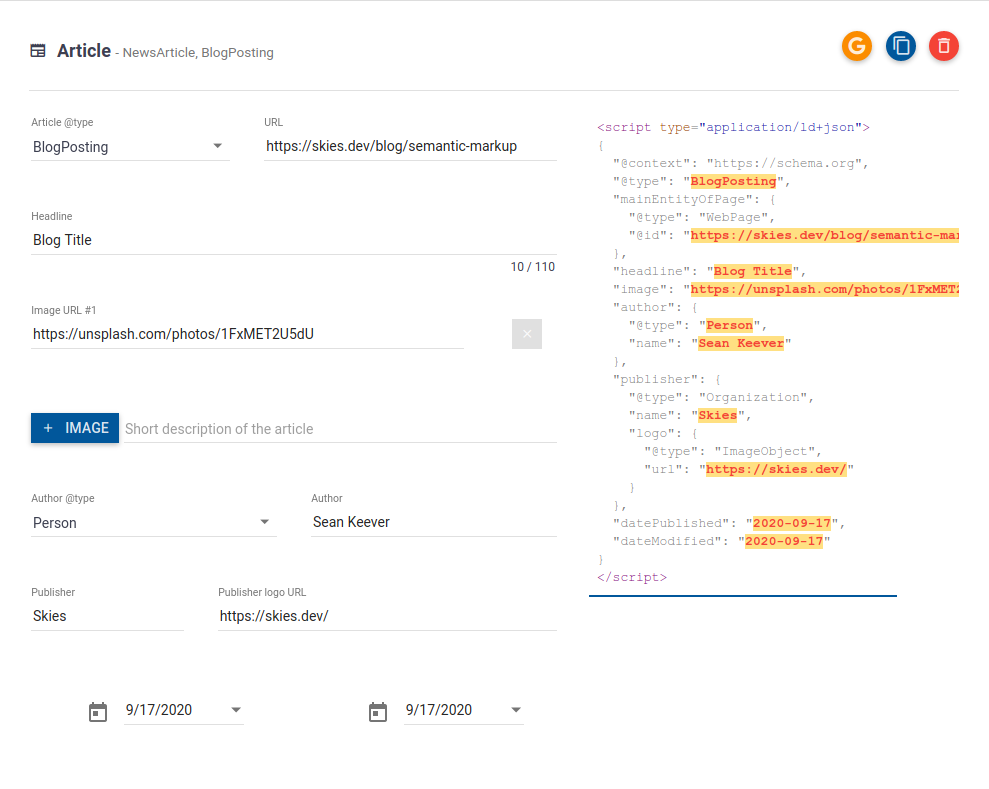 Article - NewsArticle, BlogPosting
G
Article @type
BlogPosting
URL
https://skies.dev/blog/semantic-markup
Headline
Blog Title
10 / 110
Image URL #1
https://unsplash.com/photos/1FxMET2U5dU
×
+ IMAGE
Short description of the article
Author @type
Person
Author
Sean Keever
Publisher
Skies
Publisher logo URL
https://skies.dev/
9/17/2020
9/17/2020
<script type="application/ld+json">
{
  "@context": "https://schema.org",
  "@type": "BlogPosting",
  "mainEntityOfPage": {
    "@type": "WebPage",
    "@id": "https://skies.dev/blog/semantic-mar
  },
  "headline": "Blog Title",
  "image": "https://unsplash.com/photos/1FxMET2
  "author": {
    "@type": "Person",
    "name": "Sean Keever"
  },
  "publisher": {
    "@type": "Organization",
    "name": "Skies",
    "logo": {
      "@type": "ImageObject",
      "url": "https://skies.dev/"
    }
  },
  "datePublished": "2020-09-17",
  "dateModified": "2020-09-17"
}
</script>